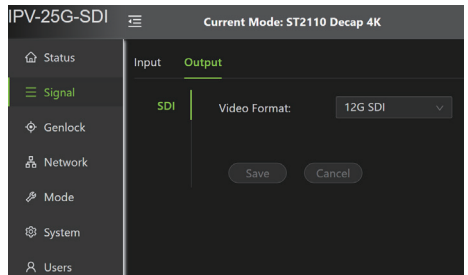 IPV-25G-SDI
Current Mode: ST2110 Decap 4K
Status
Input Output
Signal
SDI Video Format: 12G SDI
Genlock
Network
Save Cancel
Mode
System
Users